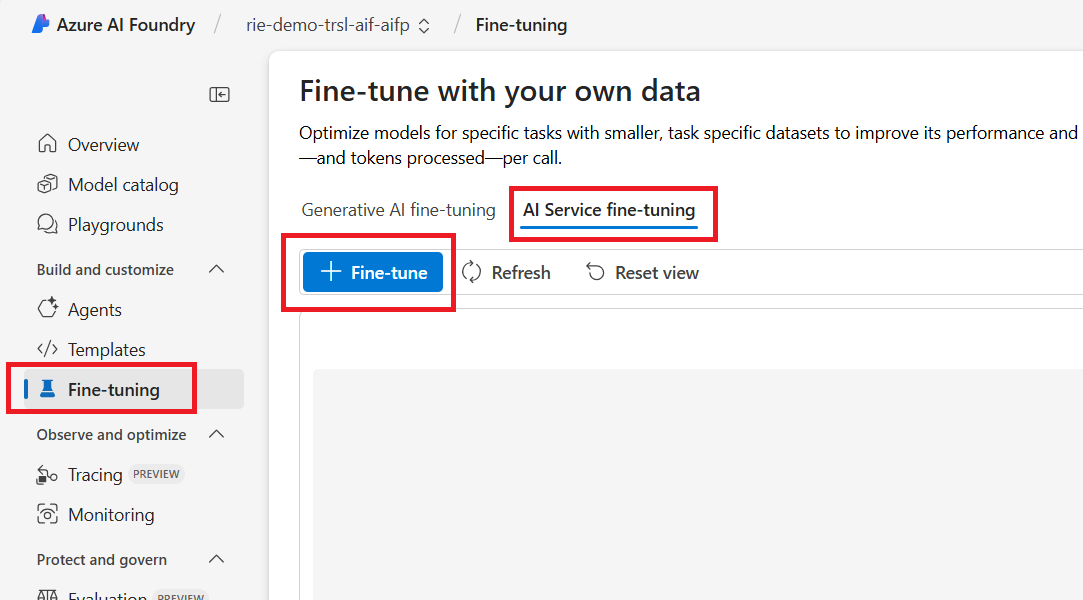 Azure AI Foundry / rie-demo-trsl-aif-aifp / Fine-tuning
Overview
Model catalog
Playgrounds
Build and customize
Agents
Templates
Fine-tuning
Observe and optimize
Tracing PREVIEW
Monitoring
Protect and govern
Evaluation PREVIEW
Fine-tune with your own data
Optimize models for specific tasks with smaller, task specific datasets to improve its performance and
—and tokens processed—per call.
Generative AI fine-tuning AI Service fine-tuning
Fine-tune Refresh Reset view